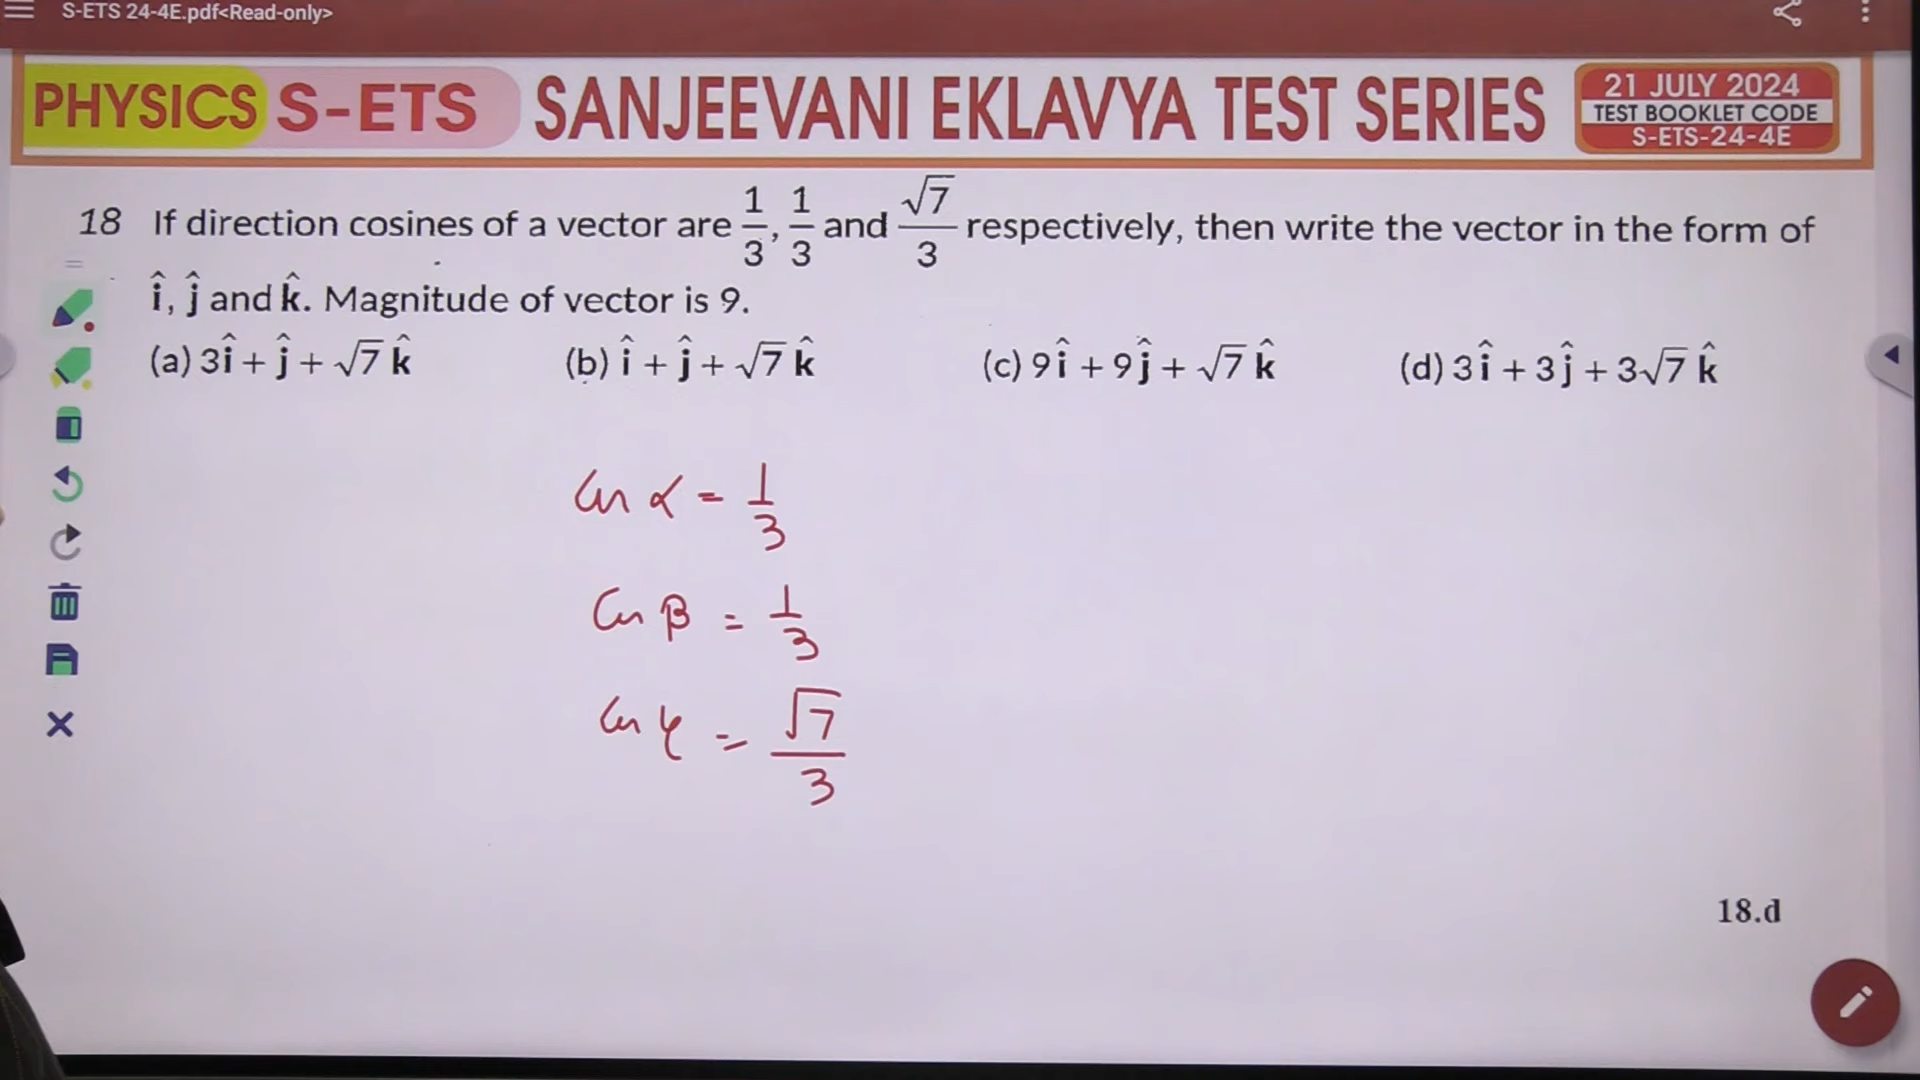 S-ETS 24-4E.pdf<Read-only>
PHYSICS S-ETS SANJEEVANI EKLAVYA TEST SERIES
21 JULY 2024
TEST BOOKLET CODE
S-ETS-24-4E
18 If direction cosines of a vector are 1/3, 1/3 and √7/3 respectively, then write the vector in the form of
î, ĵ and k̂. Magnitude of vector is 9.
(a) 3î + ĵ + √7 k̂ (b) î + ĵ + √7 k̂ (c) 9î + 9ĵ + √7 k̂ (d) 3î + 3ĵ + 3√7 k̂
α = 1/3
β = 1/3
= √7/3
18.d